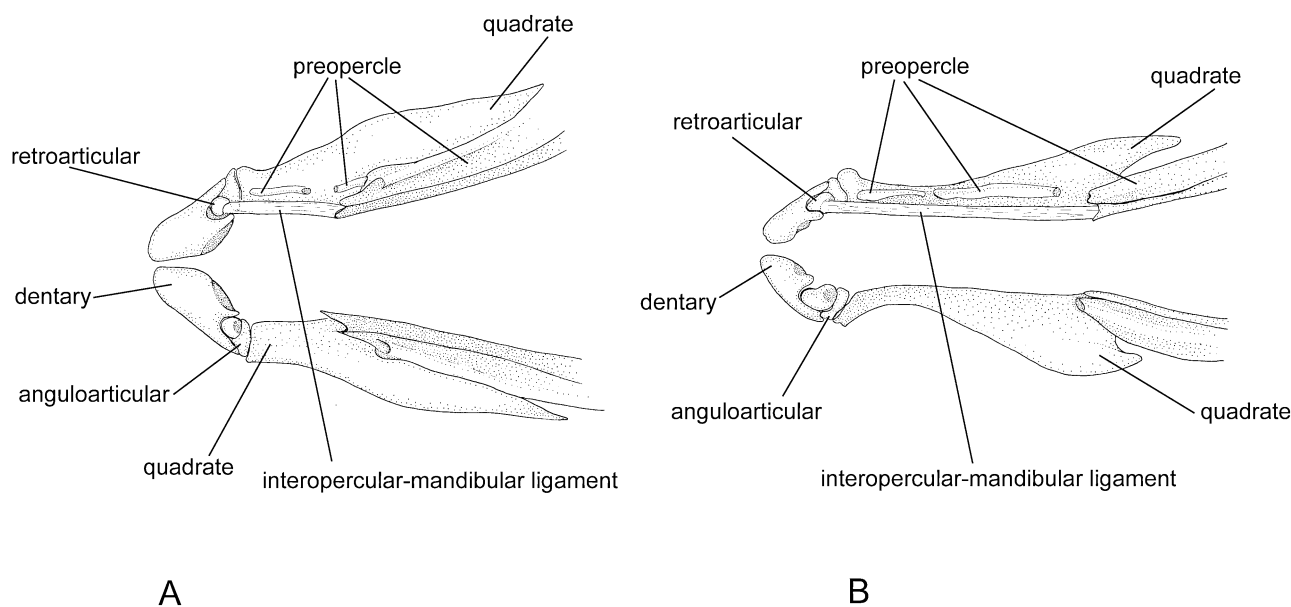 quadrate
preopercle
retroarticular
dentary
anguloarticular
quadrate
interopercular-mandibular ligament
A
preopercle
quadrate
retroarticular
dentary
anguloarticular
quadrate
interopercular-mandibular ligament
B